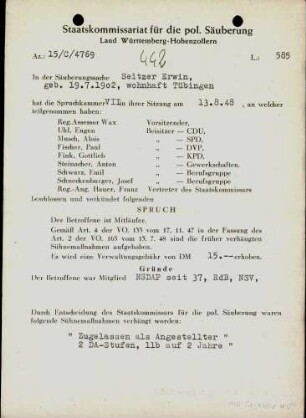 Staatskommissariat für die pol. Säuberung
Land Württemberg-Hohenzollern
Az.: 15/C/4769
442
L: 585
In der Säuberungssache Seitzer Erwin,
geb. 19.7.1902, wohnhaft Tübingen
hat die Spruchkammer VII in ihrer Sitzung am 13.8.48, an welcher
teilgenommen haben:
Reg.Assessor Wax Vorsitzender,
Uhl, Eugen Beisitzer — CDU,
Musch, Alois „ — SPD,
Fischer, Paul „ — DVP,
Fink, Gottlieb „ — KPD,
Steinacher, Anton „ — Gewerkschaften,
Schwarz, Emil „ — Berufsgruppe
Schneckenburger, Josef „ — Berufsgruppe
Reg.-Ang. Hauer, Franz Vertreter des Staatskommissars
beschlossen und verkündet folgenden
SPRUCH
Der Betroffene ist Mitläufer.
Gemäß Art. 4 der VO 133 vom 17. 11. 47 in der Fassung des
Art. 2 der VO. 165 vom 15. 7. 48 sind die früher verhängten
Sühnemaßnahmen aufgehoben.
Es wird eine Verwaltungsgebühr von DM 15.-- erhoben.
Gründe
Der Betroffene war Mitglied NSDAP seit 37, RdB, NSV,
Durch Entscheidung des Staatskommissars für die pol. Säuberung waren
folgende Sühnemaßnahmen verhängt worden:
" Zugelassen als Angestellter "
" 2 DA-Stufen, 11b auf 2 Jahre "